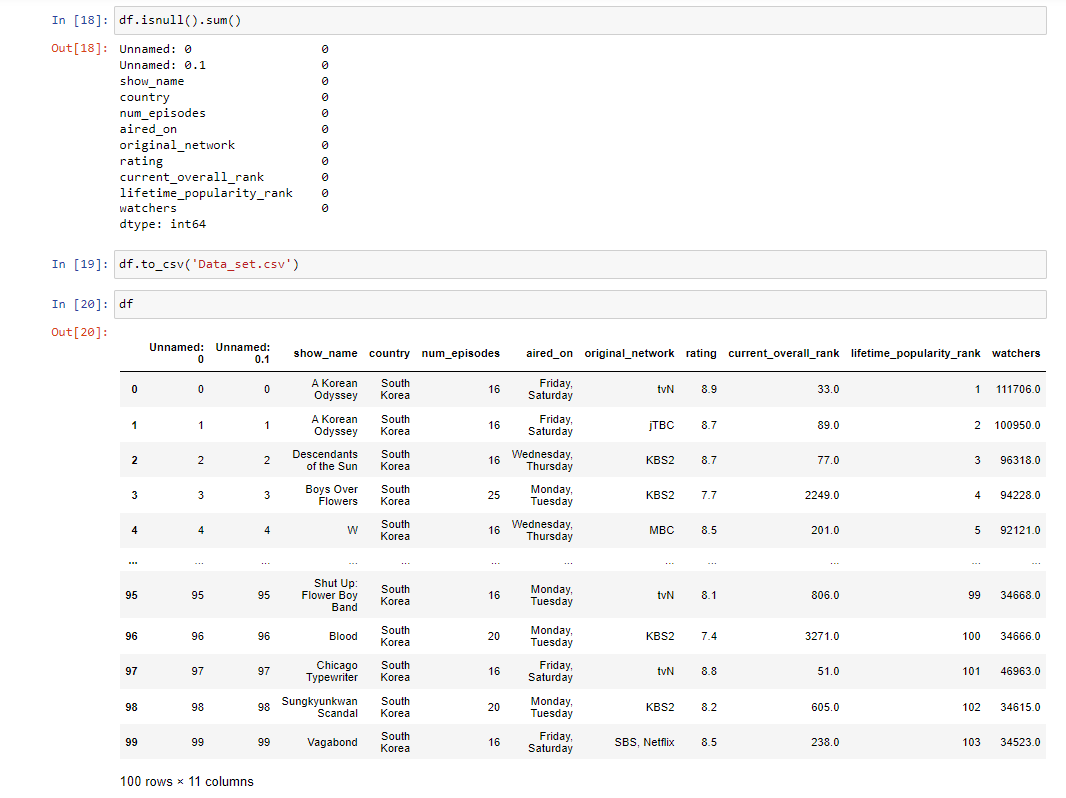 In [18]: df.isnull().sum()
Out[18]: Unnamed: 0 0
Unnamed: 0.1 0
show_name 0
country 0
num_episodes 0
aired_on 0
original_network 0
rating 0
current_overall_rank 0
lifetime_popularity_rank 0
watchers 0
dtype: int64
In [19]: df.to_csv('Data_set.csv')
In [20]: df
Out[20]:
Unnamed: 0 Unnamed: 0.1 show_name country num_episodes aired_on original_network rating current_overall_rank lifetime_popularity_rank watchers
0 0 0 A Korean Odyssey South Korea 16 Friday, Saturday tvN 8.9 33.0 1 111706.0
1 1 1 A Korean Odyssey South Korea 16 Friday, Saturday jTBC 8.7 89.0 2 100950.0
2 2 2 Descendants of the Sun South Korea 16 Wednesday, Thursday KBS2 8.7 77.0 3 96318.0
3 3 3 Boys Over Flowers South Korea 25 Monday, Tuesday KBS2 7.7 2249.0 4 94228.0
4 4 4 W South Korea 16 Wednesday, Thursday MBC 8.5 201.0 5 92121.0
... ... ... ... ... ... ... ... ... ... ... ...
95 95 95 Shut Up: Flower Boy Band South Korea 16 Monday, Tuesday tvN 8.1 806.0 99 34668.0
96 96 96 Blood South Korea 20 Monday, Tuesday KBS2 7.4 3271.0 100 34666.0
97 97 97 Chicago Typewriter South Korea 16 Friday, Saturday tvN 8.8 51.0 101 46963.0
98 98 98 Sungkyunkwan Scandal South Korea 20 Monday, Tuesday KBS2 8.2 605.0 102 34615.0
99 99 99 Vagabond South Korea 16 Friday, Saturday SBS, Netflix 8.5 238.0 103 34523.0
100 rows × 11 columns